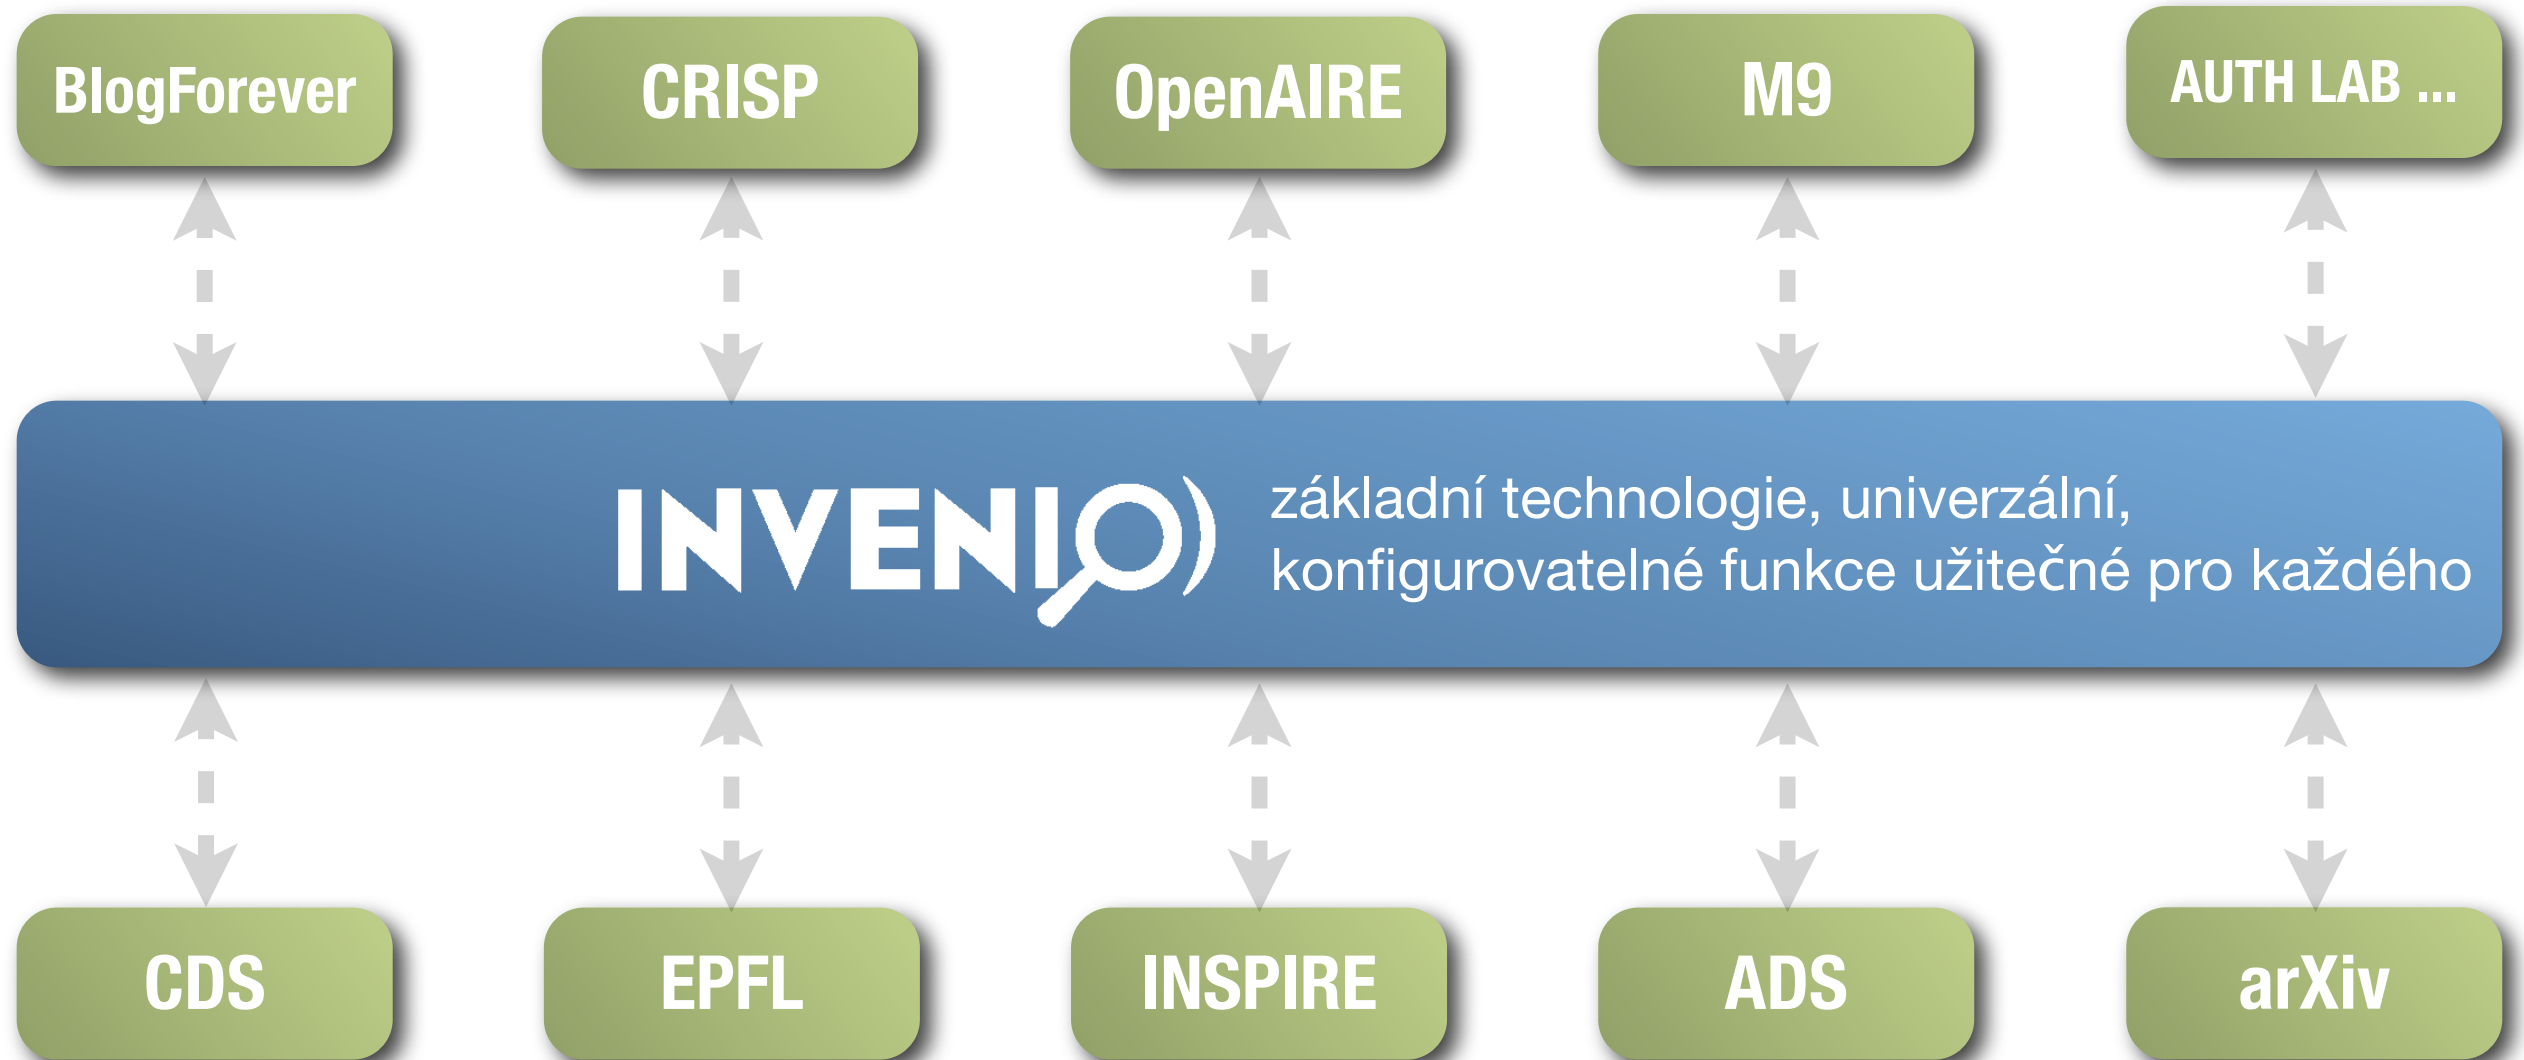 BlogForever
CRISP
OpenAIRE
M9
AUTH LAB ...
INVENIO
základní technologie, univerzální,
konfigurovatelné funkce užitečné pro každého
CDS
EPFL
INSPIRE
ADS
arXiv